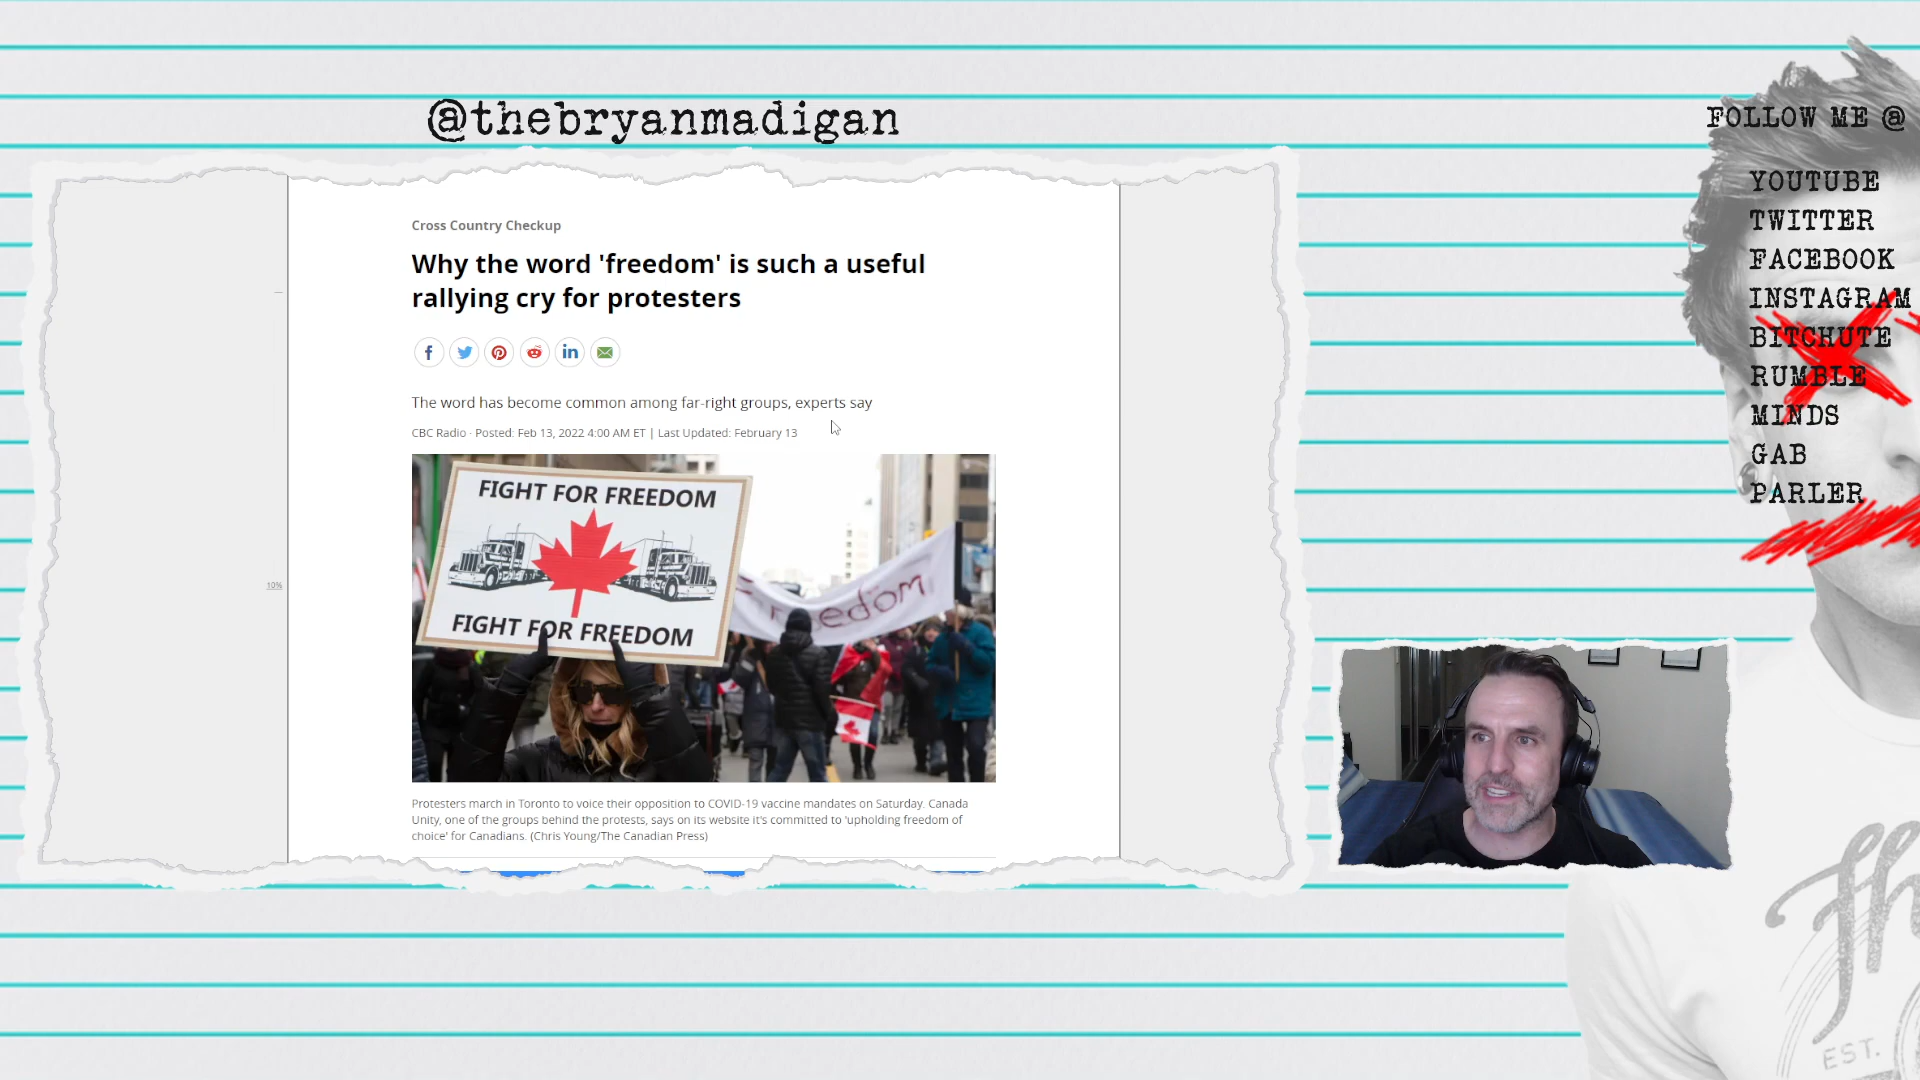 @thebryanmadigan
FOLLOW ME @
YOUTUBE
TWITTER
FACEBOOK
INSTAGRAM
BITCHUTE
RUMBLE
MINDS
GAB
PARLER
Cross Country Checkup
Why the word 'freedom' is such a useful
rallying cry for protesters
The word has become common among far-right groups, experts say
CBC Radio · Posted: Feb 13, 2022 4:00 AM ET | Last Updated: February 13
10%
FIGHT FOR FREEDOM
FIGHT FOR FREEDOM
Freedom
Protesters march in Toronto to voice their opposition to COVID-19 vaccine mandates on Saturday. Canada
Unity, one of the groups behind the protests, says on its website it's committed to 'upholding freedom of
choice' for Canadians. (Chris Young/The Canadian Press)
EST.